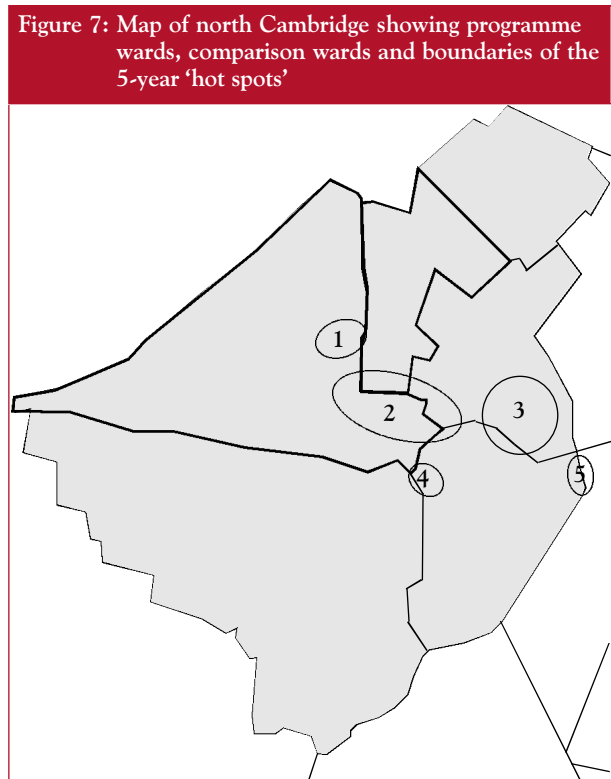 Figure 7: Map of north Cambridge showing programme
wards, comparison wards and boundaries of the
5-year ‘hot spots’
1
2
3
4
5